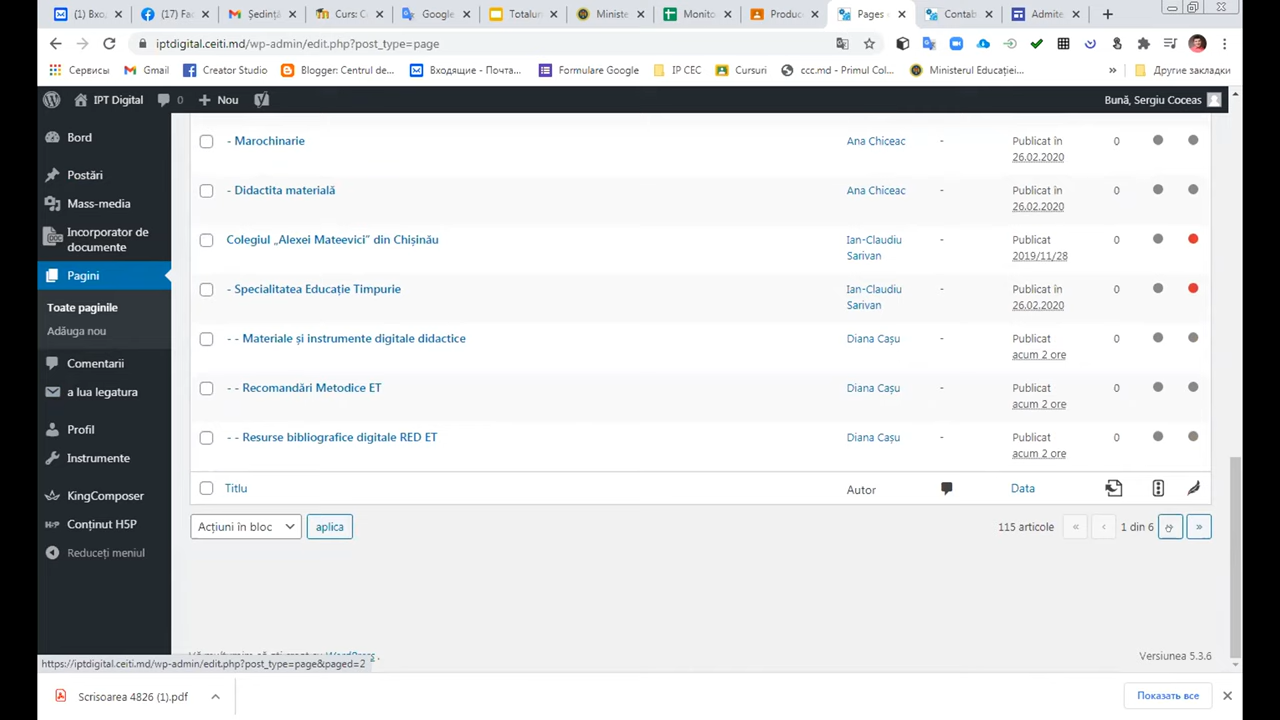 (1) Вхо
(17) Fa
Ședinț
Curs: C
Google
Totalur
Ministe
Monito
Produc
Pages
Contab
Admite
iptdigital.ceiti.md/wp-admin/edit.php?post_type=page
Сервисы
Gmail
Creator Studio
Blogger: Centrul de...
Входящие - Почта...
Formulare Google
IP CEC
Cursuri
ccc.md - Primul Col...
Ministerul Educației...
»
Другие закладки
IPT Digital
0
Nou
Bună, Sergiu Coceas
Bord
Postări
Mass-media
Incorporator de
documente
Pagini
Toate paginile
Adăuga nou
Comentarii
a lua legatura
Profil
Instrumente
KingComposer
Conținut H5P
Reduceți meniul
- Marochinarie
Ana Chiceac
-
Publicat în
26.02.2020
0
- Didactita materială
Ana Chiceac
-
Publicat în
26.02.2020
0
Colegiul „Alexei Mateevici” din Chișinău
Ian-Claudiu
Sarivan
-
Publicat
2019/11/28
0
- Specialitatea Educație Timpurie
Ian-Claudiu
Sarivan
-
Publicat în
26.02.2020
0
- - Materiale și instrumente digitale didactice
Diana Cașu
-
Publicat
acum 2 ore
0
- - Recomandări Metodice ET
Diana Cașu
-
Publicat
acum 2 ore
0
- - Resurse bibliografice digitale RED ET
Diana Cașu
-
Publicat
acum 2 ore
0
Titlu
Autor
Data
Acțiuni în bloc
aplica
115 articole
«
‹
1 din 6
»
Versiunea 5.3.6
https://iptdigital.ceiti.md/wp-admin/edit.php?post_type=page&paged=2
Scrisoarea 4826 (1).pdf
Показать все